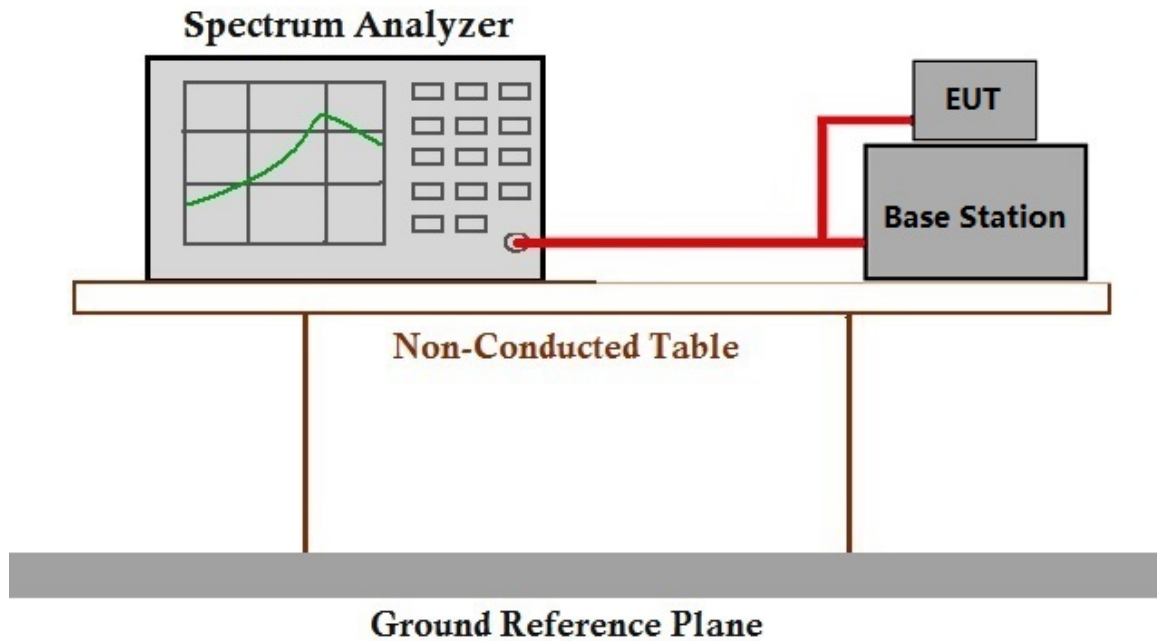 Spectrum Analyzer
EUT
Base Station
Non-Conducted Table
Ground Reference Plane